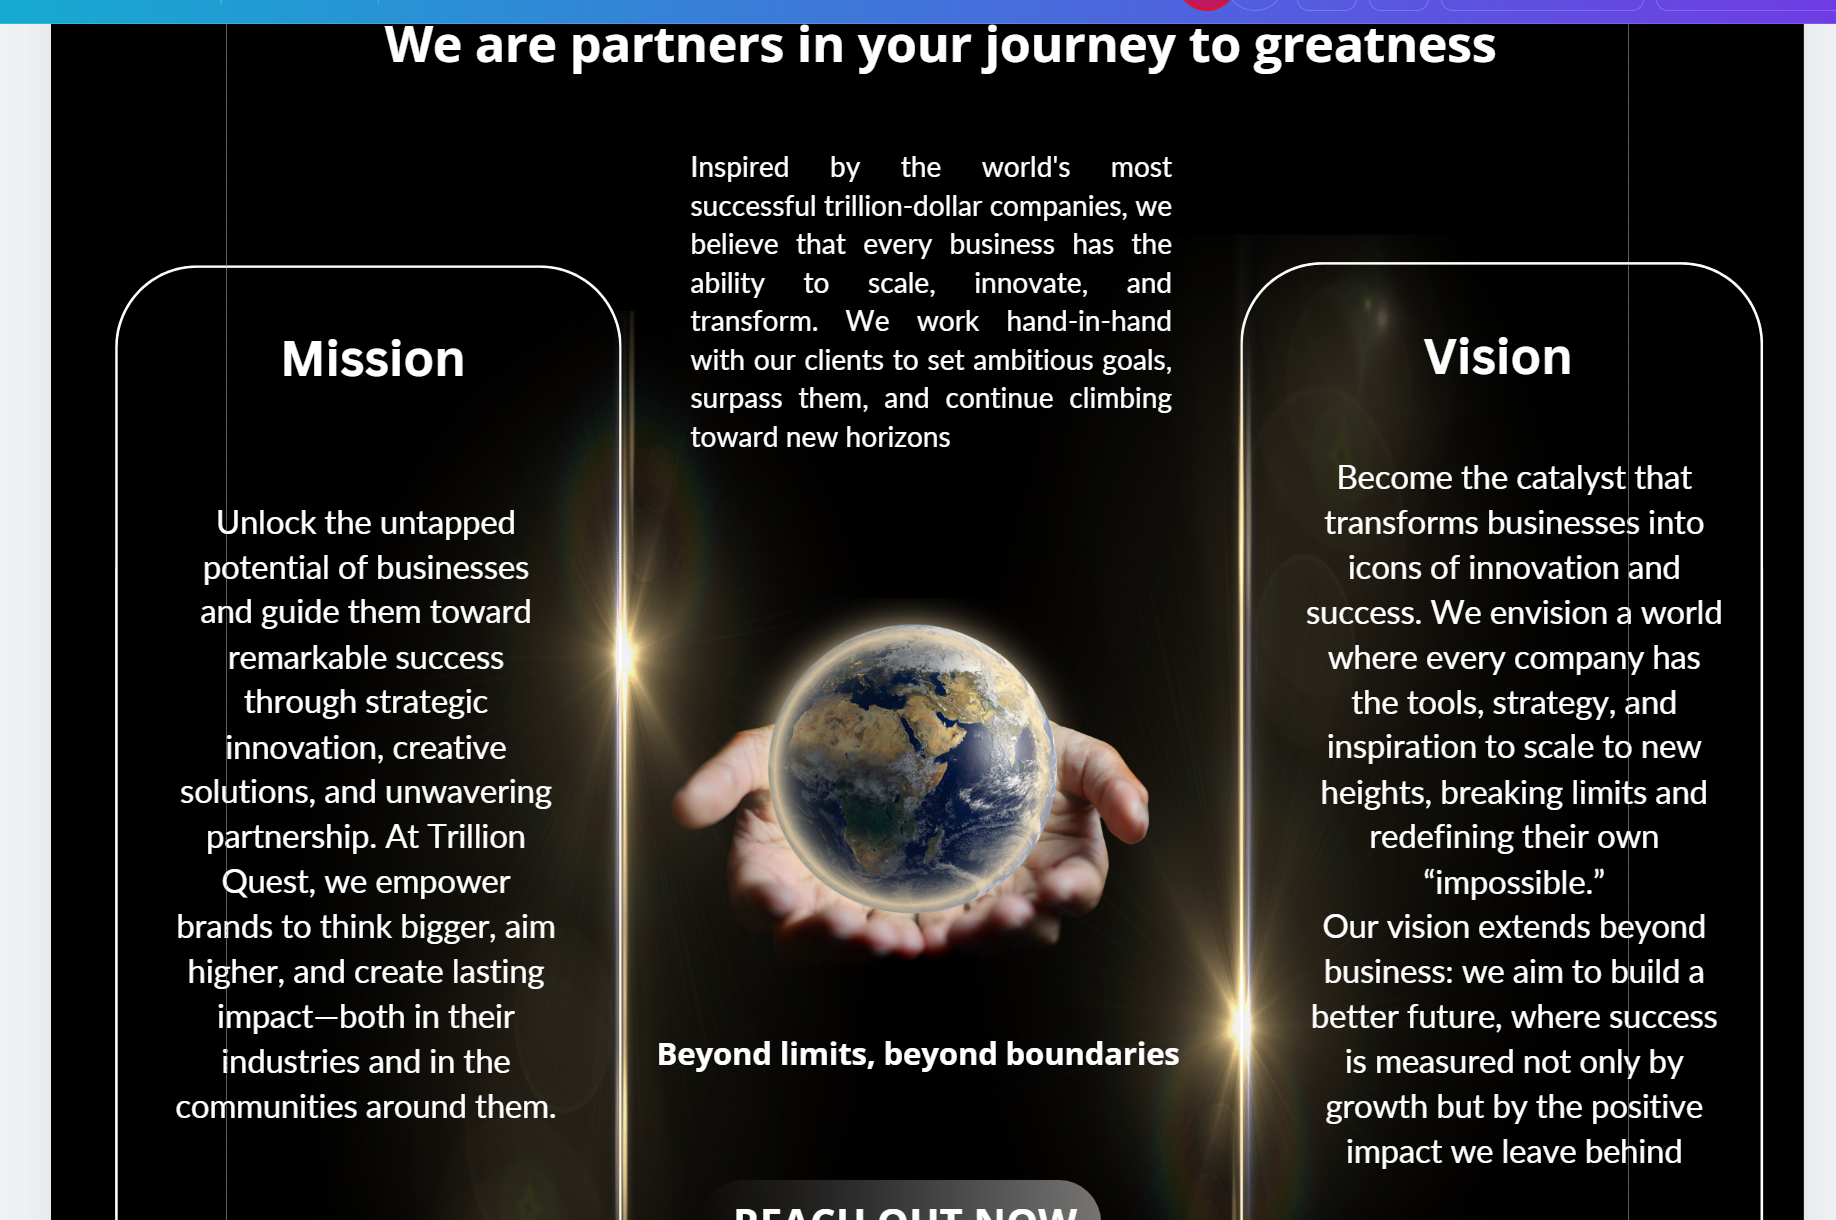 We are partners in your journey to greatness
Inspired by the world's most
successful trillion-dollar companies, we
believe that every business has the
ability to scale, innovate, and
transform. We work hand-in-hand
with our clients to set ambitious goals,
surpass them, and continue climbing
toward new horizons
Mission
Unlock the untapped
potential of businesses
and guide them toward
remarkable success
through strategic
innovation, creative
solutions, and unwavering
partnership. At Trillion
Quest, we empower
brands to think bigger, aim
higher, and create lasting
impact—both in their
industries and in the
communities around them.
Vision
Become the catalyst that
transforms businesses into
icons of innovation and
success. We envision a world
where every company has
the tools, strategy, and
inspiration to scale to new
heights, breaking limits and
redefining their own
“impossible.”
Our vision extends beyond
business: we aim to build a
better future, where success
is measured not only by
growth but by the positive
impact we leave behind
Beyond limits, beyond boundaries
REACH OUT NOW